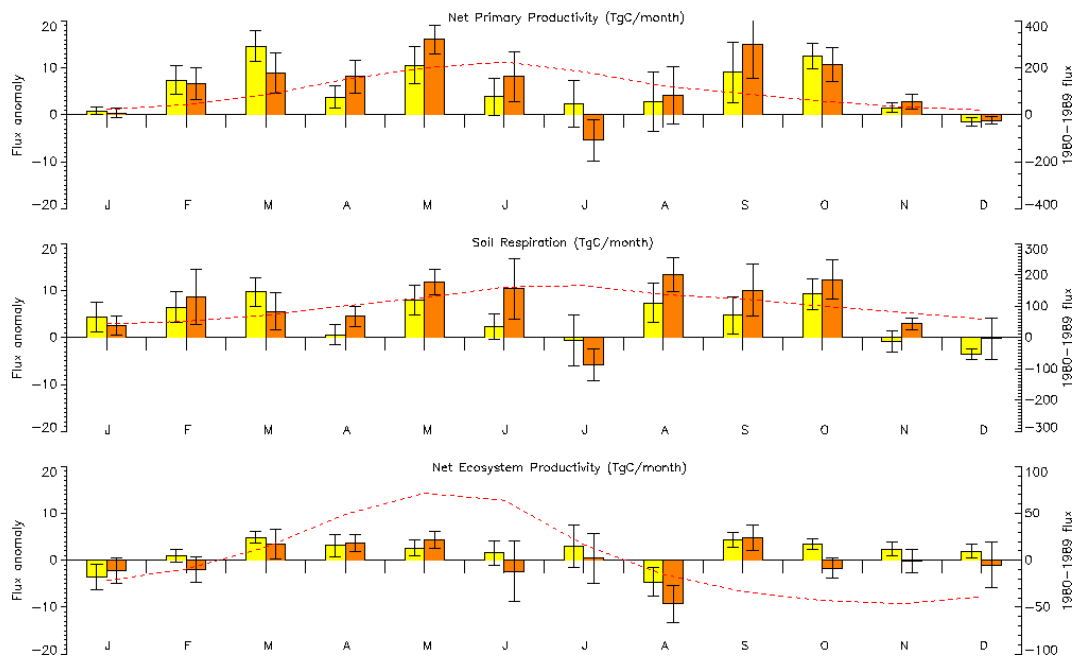 Net Primary Productivity (TgC/month)
20
10
0
−10
−20
Flux anomaly
400
200
0
−200
−400
1980−1989 flux
J F M A M J J A S O N D
Soil Respiration (TgC/month)
20
10
0
−10
−20
Flux anomaly
300
200
100
0
−100
−200
−300
1980−1989 flux
J F M A M J J A S O N D
Net Ecosystem Productivity (TgC/month)
20
10
0
−10
−20
Flux anomaly
100
50
0
−50
−100
1980−1989 flux
J F M A M J J A S O N D